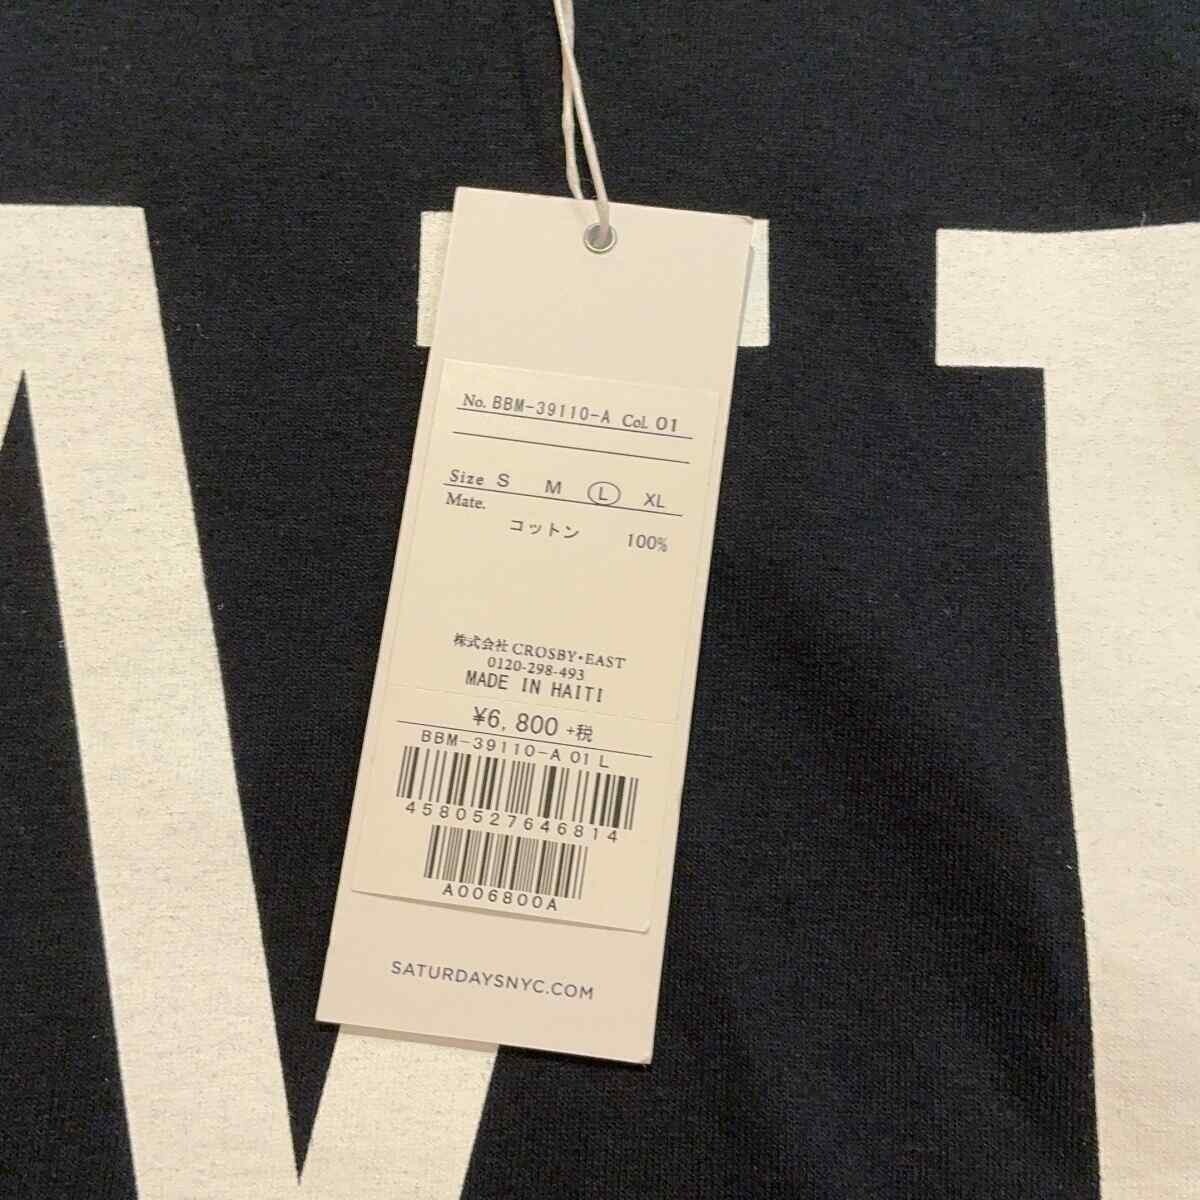 No. BBM-39110-A Col. 01
Size S M L XL
Mate.
コットン 100%
株式会社 CROSBY・EAST
0120-298-493
MADE IN HAITI
¥6,800 +税
BBM-39110-A 01 L
4580527646814
A006800A
SATURDAYSNYC.COM